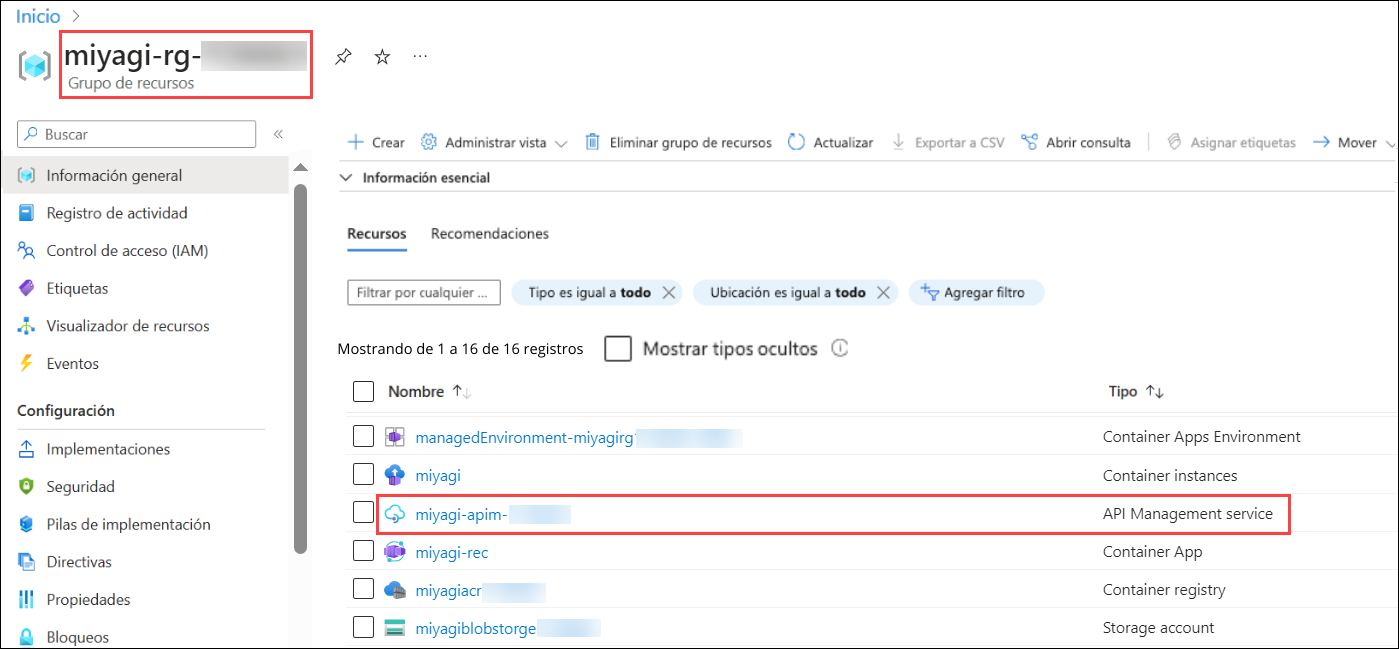 Inicio
miyagi-rg-
Grupo de recursos
Buscar
Información general
Registro de actividad
Control de acceso (IAM)
Etiquetas
Visualizador de recursos
Eventos
Configuración
Implementaciones
Seguridad
Pilas de implementación
Directivas
Propiedades
Bloqueos
Crear Administrar vista Eliminar grupo de recursos Actualizar Exportar a CSV Abrir consulta Asignar etiquetas Mover
Información esencial
Recursos Recomendaciones
Filtrar por cualquier ... Tipo es igual a todo Ubicación es igual a todo Agregar filtro
Mostrando de 1 a 16 de 16 registros Mostrar tipos ocultos
Nombre Tipo
managedEnvironment-miyagirg Container Apps Environment
miyagi Container instances
miyagi-apim- API Management service
miyagi-rec Container App
miyagiacr Container registry
miyagiblobstorge Storage account